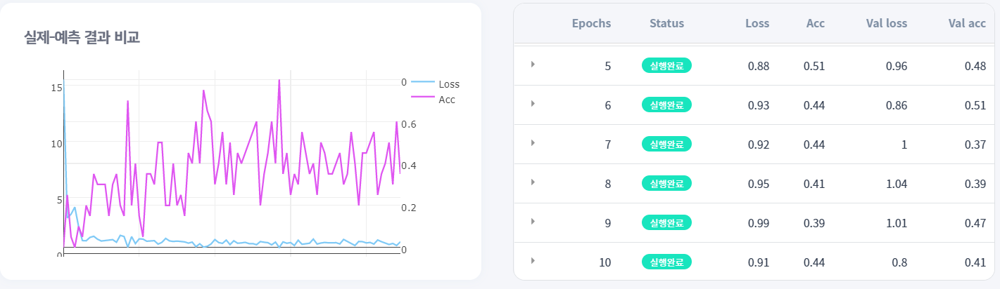 실제-예측 결과 비교
15
10
5
0
0
0.6
0.4
0.2
0
Loss
Acc
Epochs Status Loss Acc Val loss Val acc
5 실행완료 0.88 0.51 0.96 0.48
6 실행완료 0.93 0.44 0.86 0.51
7 실행완료 0.92 0.44 1 0.37
8 실행완료 0.95 0.41 1.04 0.39
9 실행완료 0.99 0.39 1.01 0.47
10 실행완료 0.91 0.44 0.8 0.41